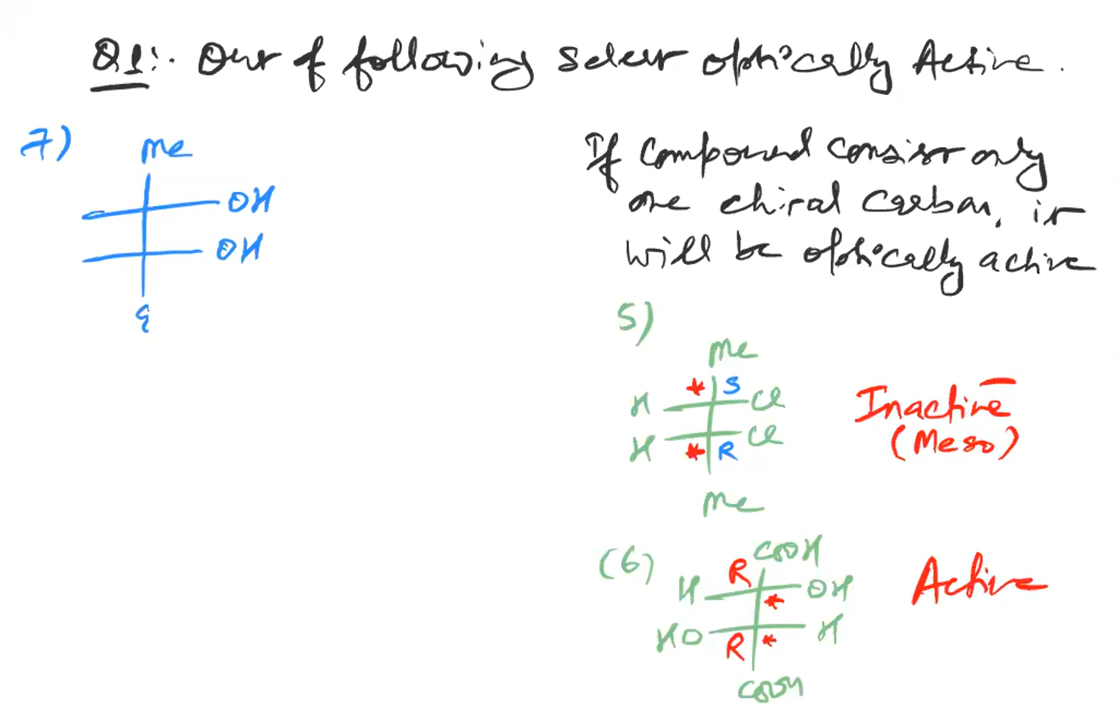 Q1:. Out of following Select optically Active.
7)
Me
OH
OH
If compound consist only
one chiral carbon, it
will be optically active
5)
Me
* S
H Cl
H Cl
* R
Me
Inactive
(Meso)
(6)
COOH
R
H OH
*
HO H
R *
COOH
Active